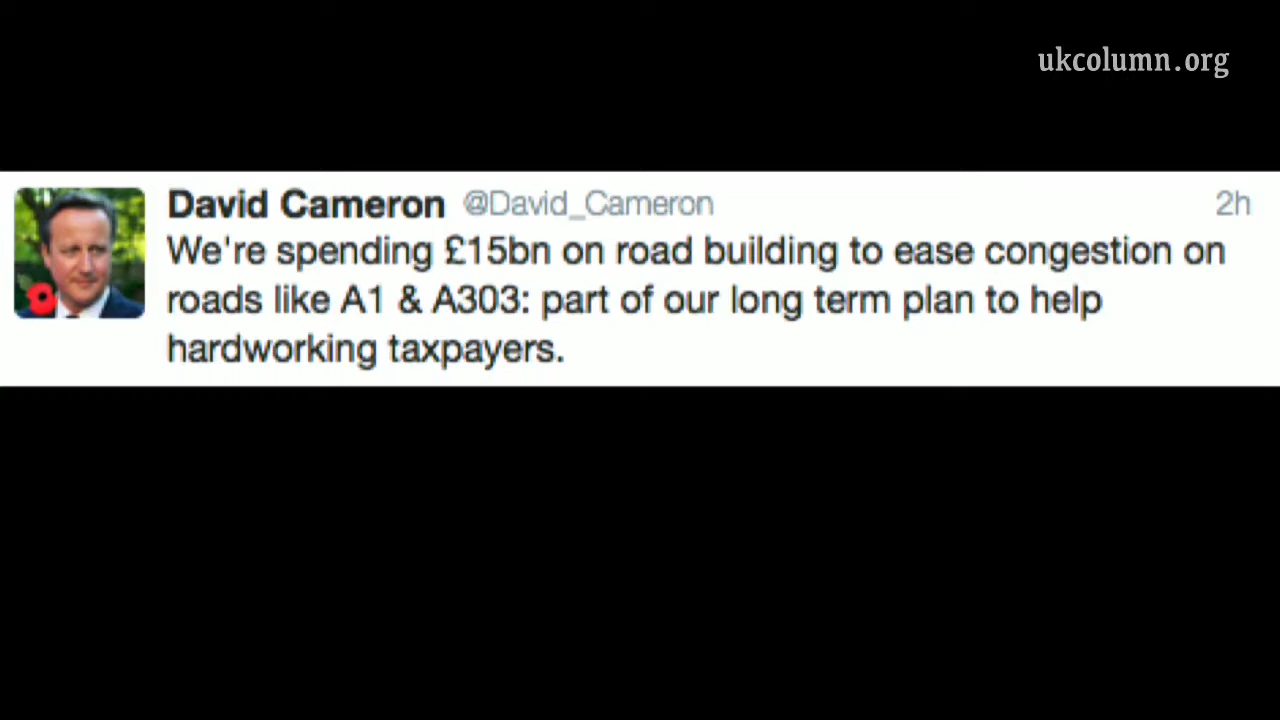 ukcolumn.org
David Cameron @David_Cameron 2h
We're spending £15bn on road building to ease congestion on
roads like A1 & A303: part of our long term plan to help
hardworking taxpayers.